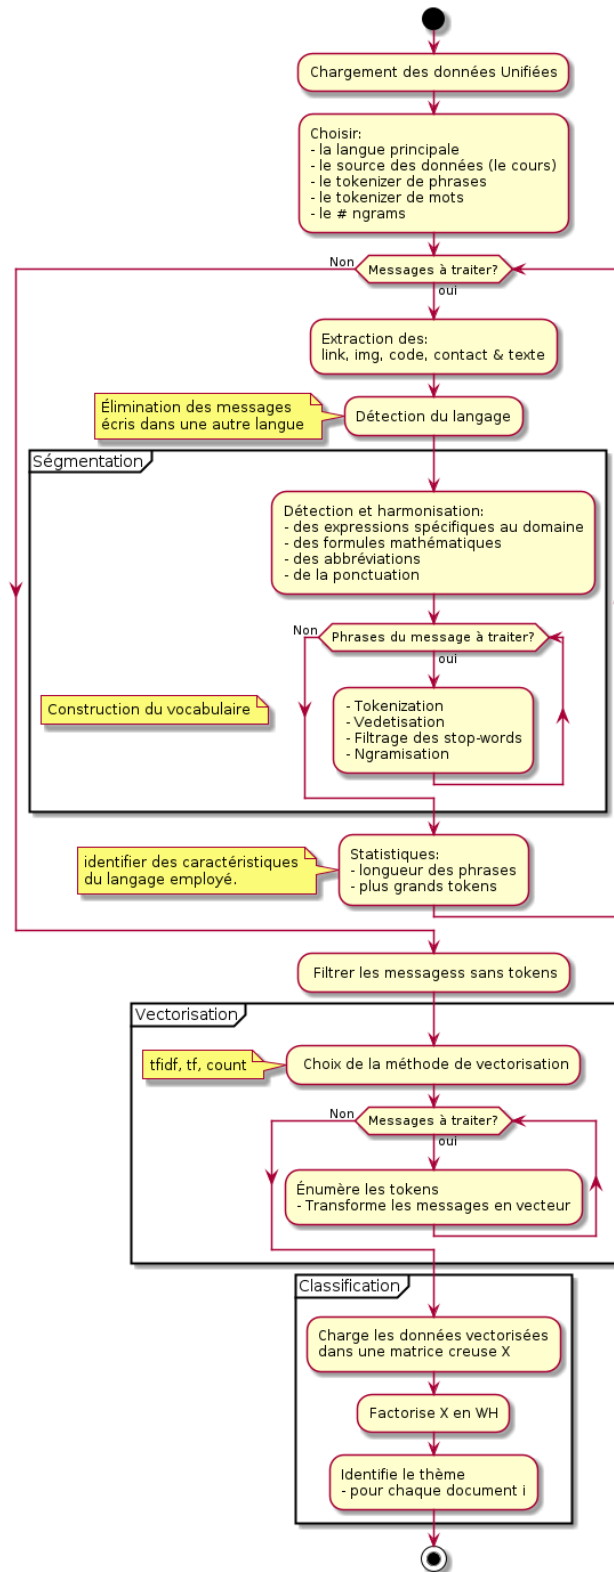 Chargement des données Unifiées
Choisir:
- la langue principale
- le source des données (le cours)
- le tokenizer de phrases
- le tokenizer de mots
- le # ngrams
Non
Messages à traiter?
oui
Extraction des:
link, img, code, contact & texte
Élimination des messages
écris dans une autre langue
Détection du langage
Ségmentation
Détection et harmonisation:
- des expressions spécifiques au domaine
- des formules mathématiques
- des abbréviations
- de la ponctuation
Non
Phrases du message à traiter?
oui
Construction du vocabulaire
- Tokenization
- Vedetisation
- Filtrage des stop-words
- Ngramisation
identifier des caractéristiques
du langage employé.
Statistiques:
- longueur des phrases
- plus grands tokens
Filtrer les messagess sans tokens
Vectorisation
tfidf, tf, count
Choix de la méthode de vectorisation
Non
Messages à traiter?
oui
Énumère les tokens
- Transforme les messages en vecteur
Classification
Charge les données vectorisées
dans une matrice creuse X
Factorise X en WH
Identifie le thème
- pour chaque document i